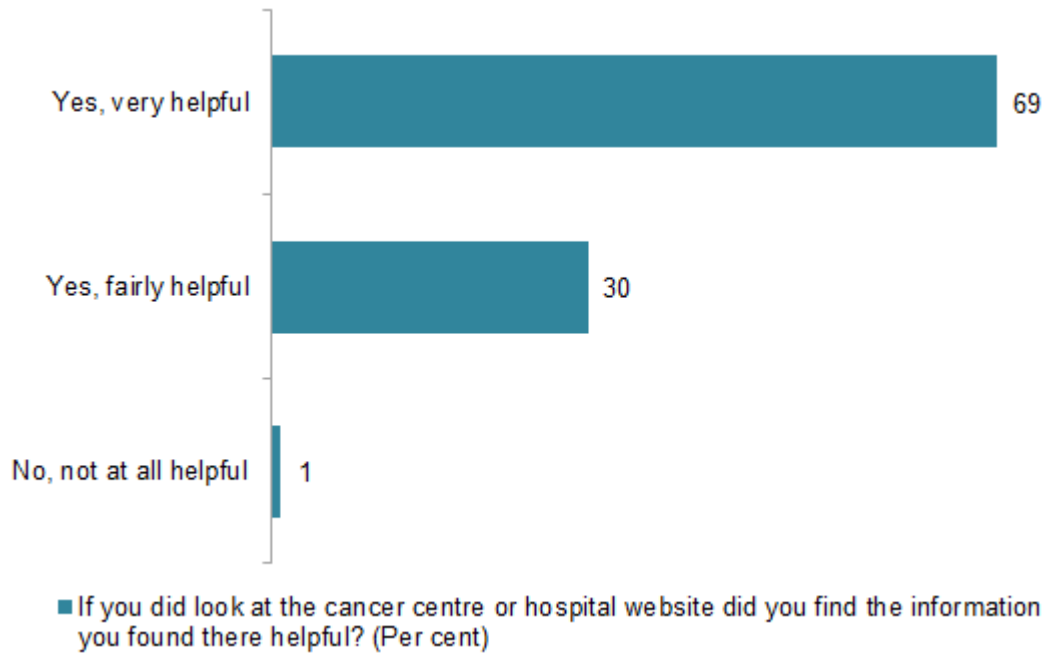 Yes, very helpful
69
Yes, fairly helpful
30
No, not at all helpful
1
If you did look at the cancer centre or hospital website did you find the information
you found there helpful? (Per cent)